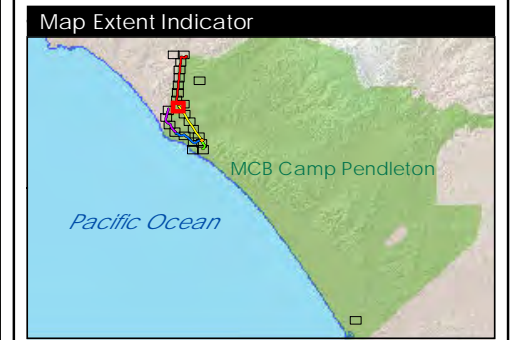 Map Extent Indicator
MCB Camp Pendleton
Pacific Ocean